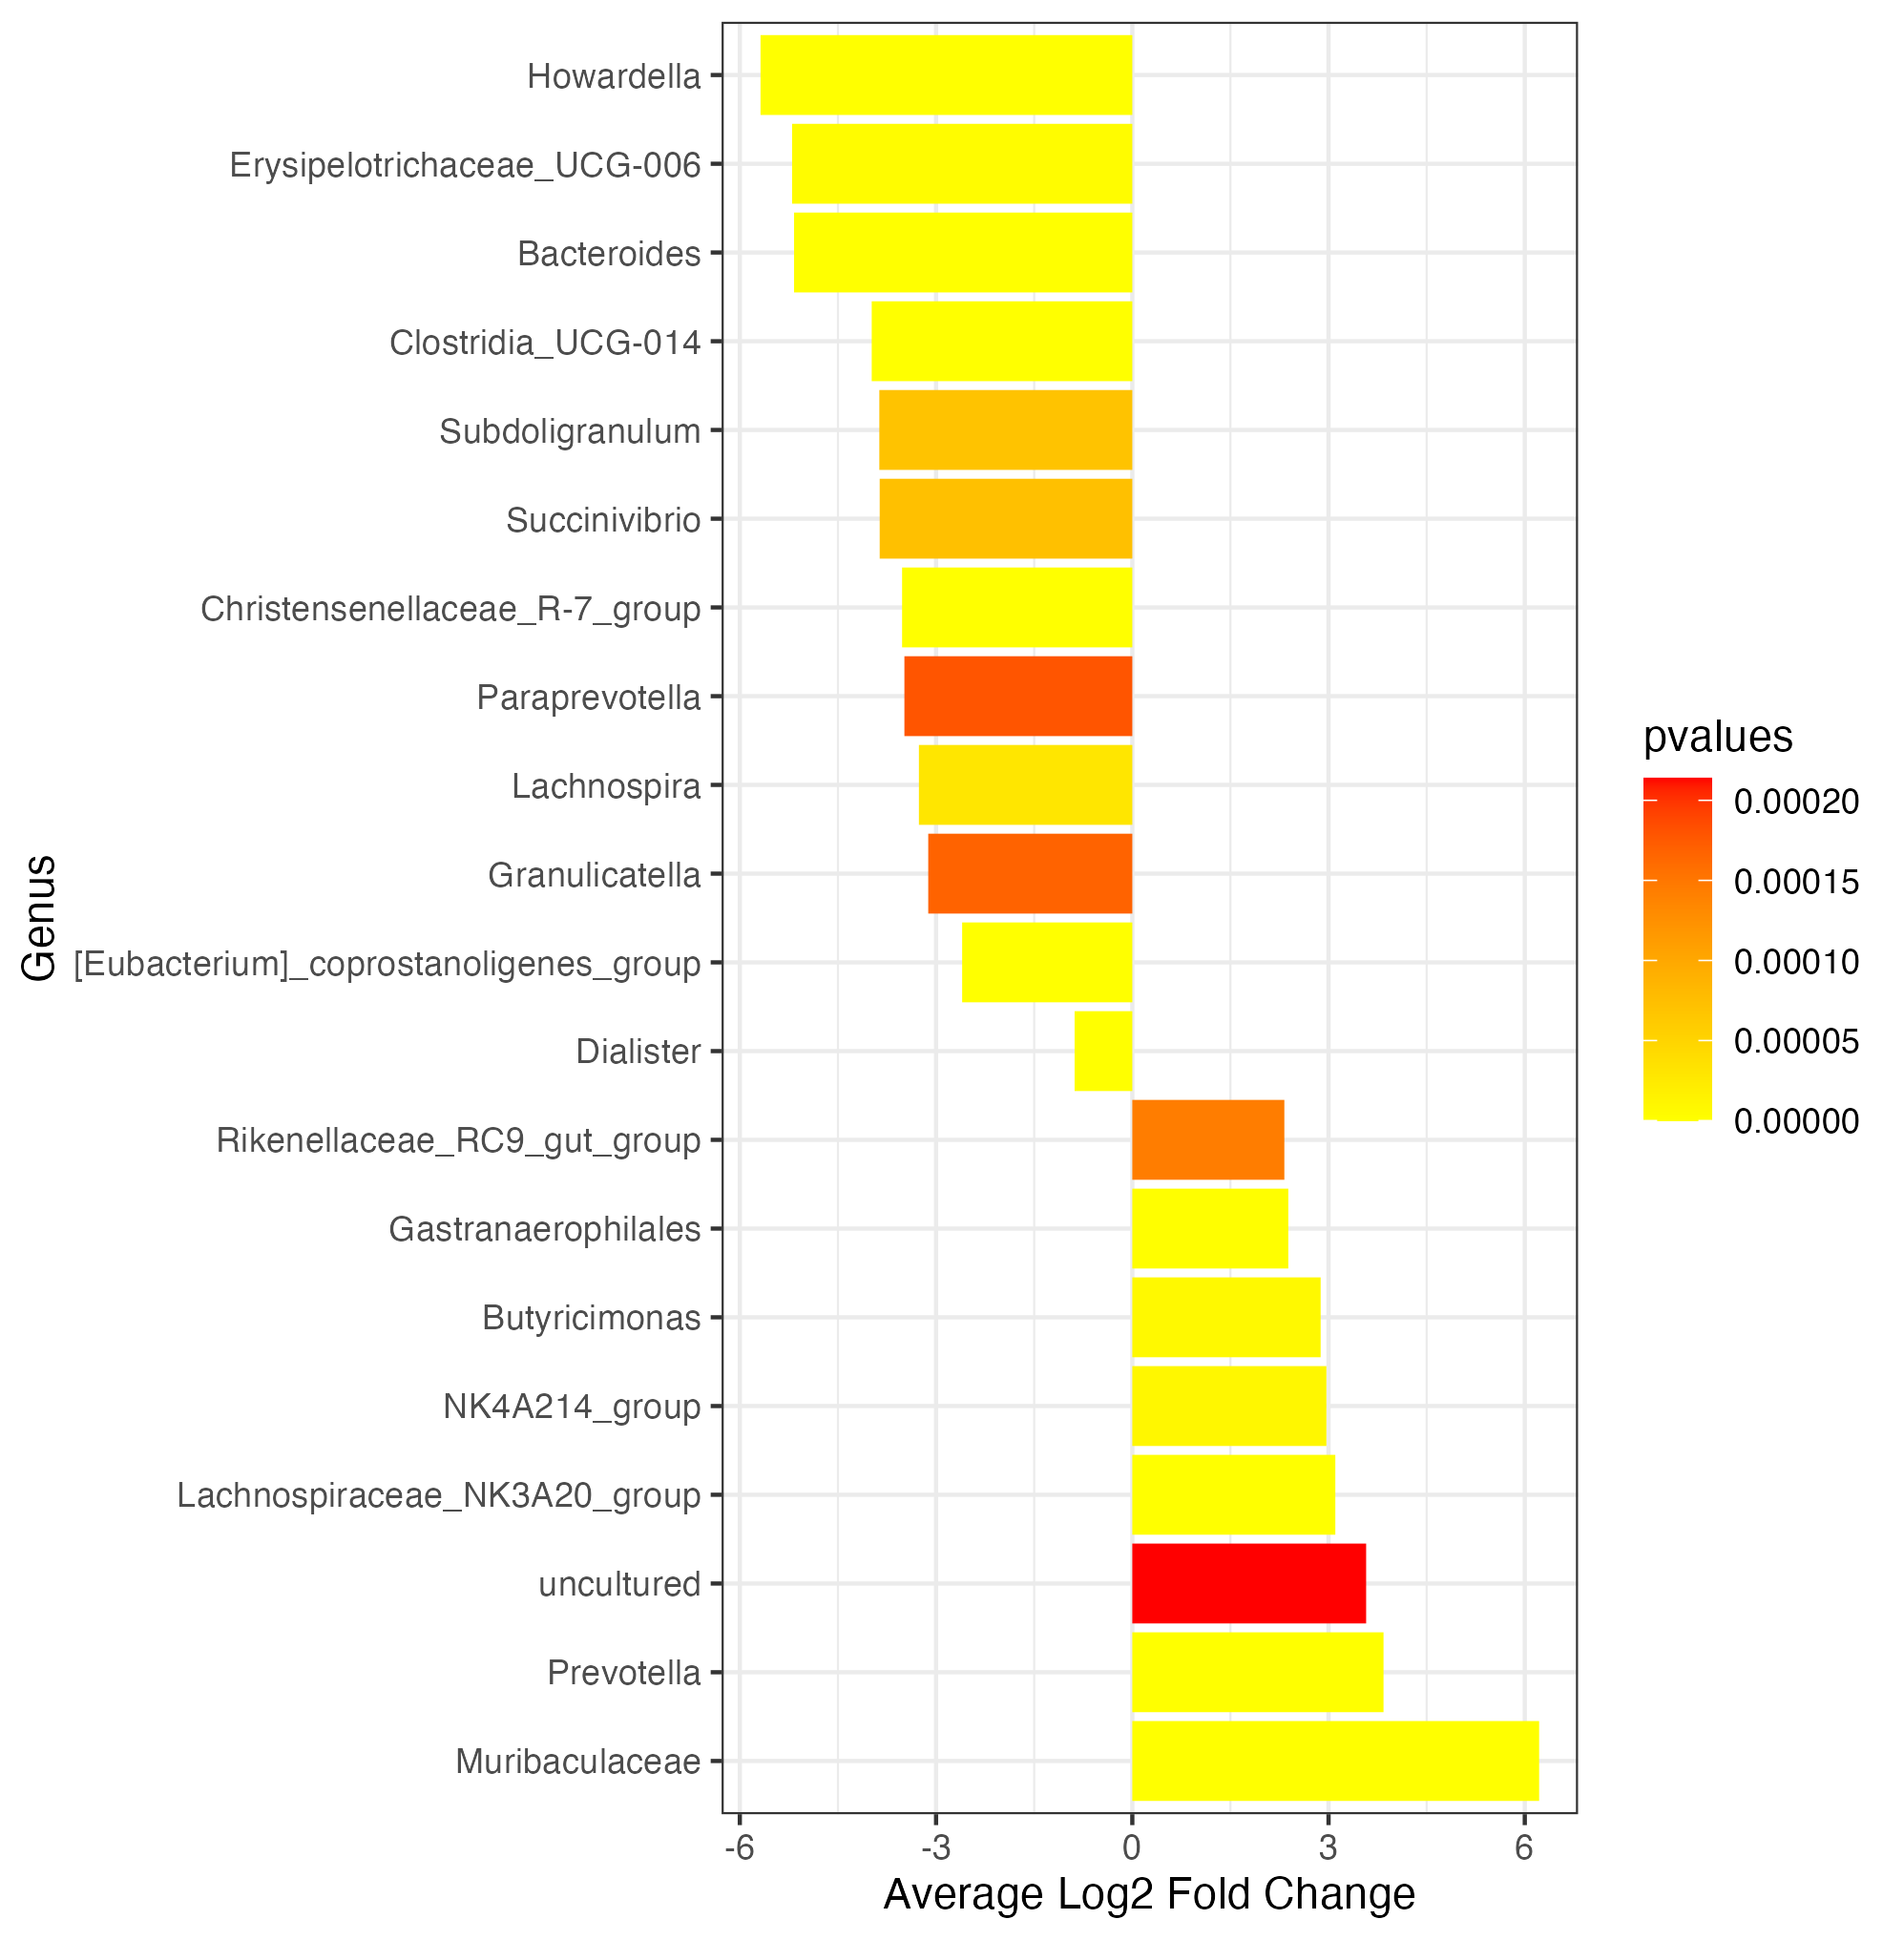 Genus
Howardella
Erysipelotrichaceae_UCG-006
Bacteroides
Clostridia_UCG-014
Subdoligranulum
Succinivibrio
Christensenellaceae_R-7_group
Paraprevotella
Lachnospira
Granulicatella
[Eubacterium]_coprostanoligenes_group
Dialister
Rikenellaceae_RC9_gut_group
Gastranaerophilales
Butyricimonas
NK4A214_group
Lachnospiraceae_NK3A20_group
uncultured
Prevotella
Muribaculaceae
-6 -3 0 3 6
Average Log2 Fold Change
pvalues
0.00020
0.00015
0.00010
0.00005
0.00000